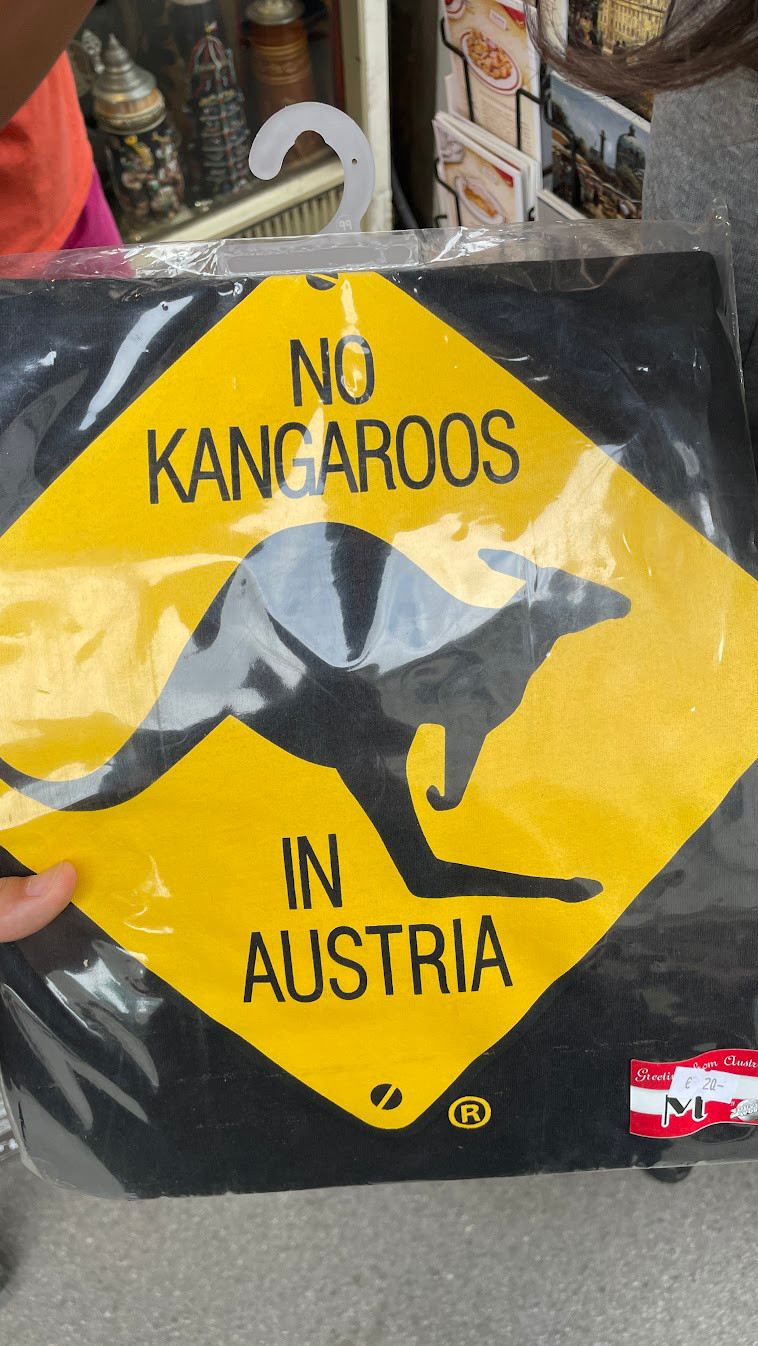 NO
KANGAROOS
IN
AUSTRIA
®
€ 20-
M